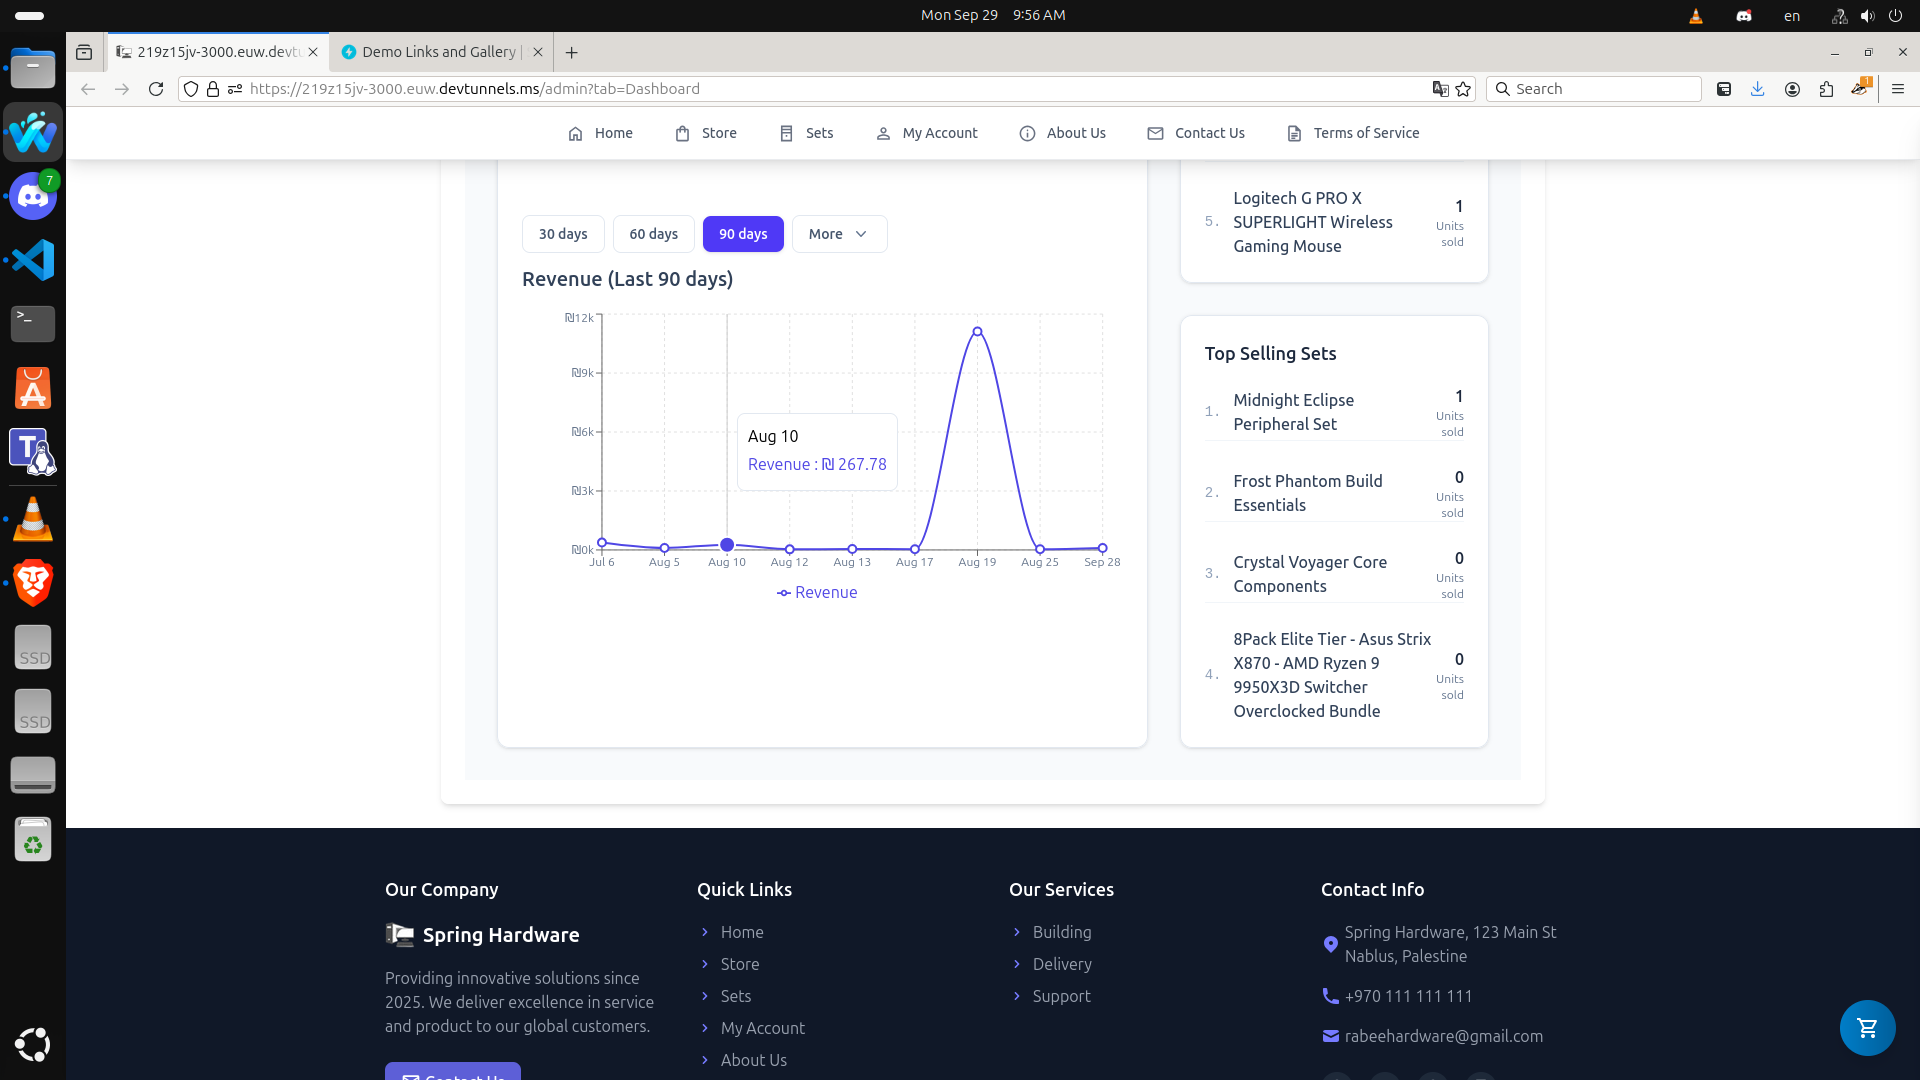 Mon Sep 29 9:56 AM
en
219z15jv-3000.euw.devtu
Demo Links and Gallery |
https://219z15jv-3000.euw.devtunnels.ms/admin?tab=Dashboard
Search
1
Home
Store
Sets
My Account
About Us
Contact Us
Terms of Service
7
30 days
60 days
90 days
More
Revenue (Last 90 days)
₪12k
₪9k
₪6k
₪3k
₪0k
Aug 10
Revenue : ₪ 267.78
Jul 6
Aug 5
Aug 10
Aug 12
Aug 13
Aug 17
Aug 19
Aug 25
Sep 28
Revenue
5.
Logitech G PRO X
SUPERLIGHT Wireless
Gaming Mouse
1
Units
sold
Top Selling Sets
1.
Midnight Eclipse
Peripheral Set
1
Units
sold
2.
Frost Phantom Build
Essentials
0
Units
sold
3.
Crystal Voyager Core
Components
0
Units
sold
4.
8Pack Elite Tier - Asus Strix
X870 - AMD Ryzen 9
9950X3D Switcher
Overclocked Bundle
0
Units
sold
SSD
SSD
Our Company
Spring Hardware
Providing innovative solutions since
2025. We deliver excellence in service
and product to our global customers.
Contact Us
Quick Links
Home
Store
Sets
My Account
About Us
Our Services
Building
Delivery
Support
Contact Info
Spring Hardware, 123 Main St
Nablus, Palestine
+970 111 111 111
rabeehardware@gmail.com